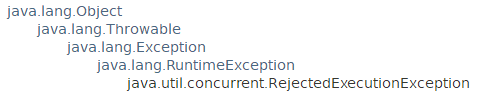 java.lang.Object
java.lang.Throwable
java.lang.Exception
java.lang.RuntimeException
java.util.concurrent.RejectedExecutionException